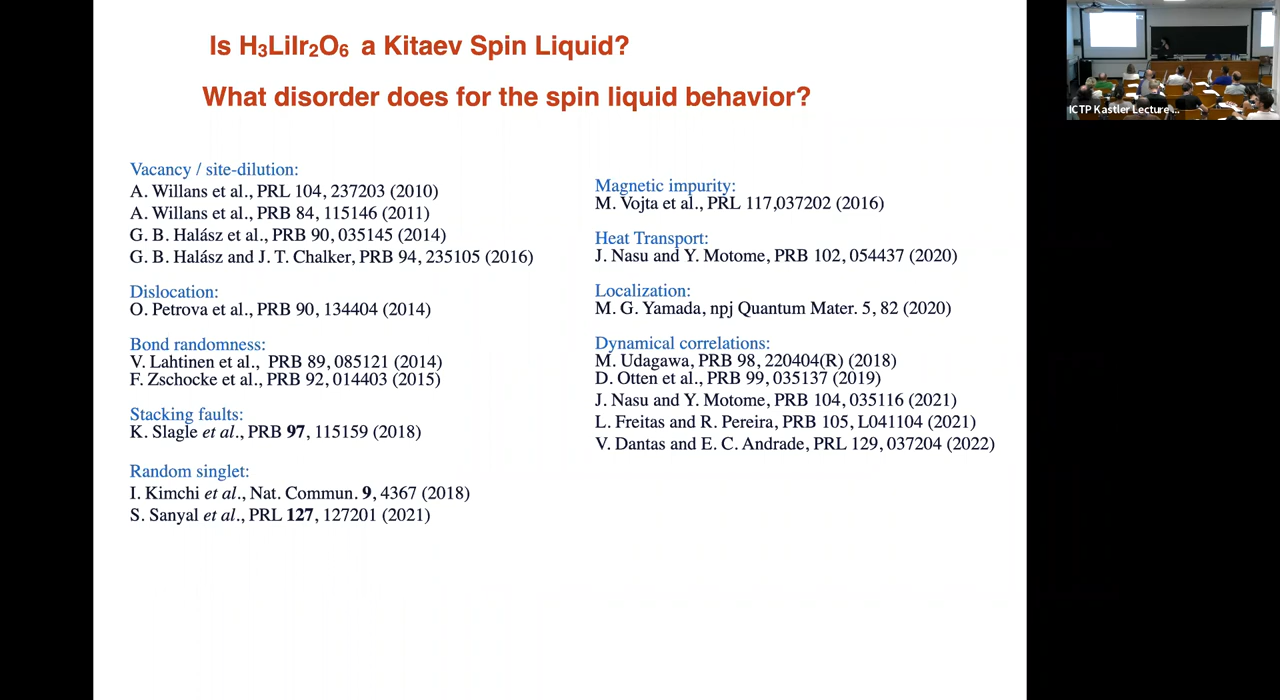 Is H₃LiIr₂O₆ a Kitaev Spin Liquid?
What disorder does for the spin liquid behavior?
Vacancy / site-dilution:
A. Willans et al., PRL 104, 237203 (2010)
A. Willans et al., PRB 84, 115146 (2011)
G. B. Halász et al., PRB 90, 035145 (2014)
G. B. Halász and J. T. Chalker, PRB 94, 235105 (2016)
Dislocation:
O. Petrova et al., PRB 90, 134404 (2014)
Bond randomness:
V. Lahtinen et al., PRB 89, 085121 (2014)
F. Zschocke et al., PRB 92, 014403 (2015)
Stacking faults:
K. Slagle et al., PRB 97, 115159 (2018)
Random singlet:
I. Kimchi et al., Nat. Commun. 9, 4367 (2018)
S. Sanyal et al., PRL 127, 127201 (2021)
Magnetic impurity:
M. Vojta et al., PRL 117,037202 (2016)
Heat Transport:
J. Nasu and Y. Motome, PRB 102, 054437 (2020)
Localization:
M. G. Yamada, npj Quantum Mater. 5, 82 (2020)
Dynamical correlations:
M. Udagawa, PRB 98, 220404(R) (2018)
D. Otten et al., PRB 99, 035137 (2019)
J. Nasu and Y. Motome, PRB 104, 035116 (2021)
L. Freitas and R. Pereira, PRB 105, L041104 (2021)
V. Dantas and E. C. Andrade, PRL 129, 037204 (2022)
ICTP Kastler Lecture ...